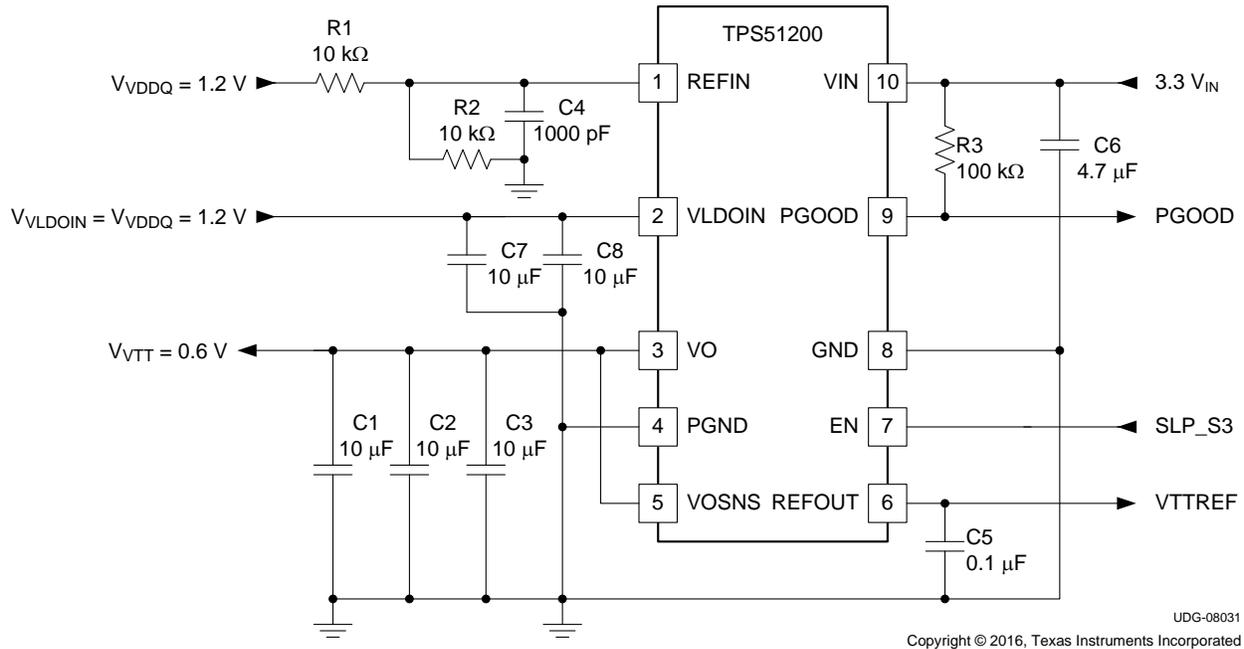 TPS51200
R1
10 kΩ
V_VDDQ = 1.2 V
1 REFIN
VIN 10
3.3 V_IN
R2
10 kΩ
C4
1000 pF
R3
100 kΩ
C6
4.7 μF
V_VLDOIN = V_VDDQ = 1.2 V
2 VLDOIN
PGOOD 9
PGOOD
C7
10 μF
C8
10 μF
V_VTT = 0.6 V
3 VO
GND 8
C1
10 μF
C2
10 μF
C3
10 μF
4 PGND
EN 7
SLP_S3
5 VOSNS
REFOUT 6
VTTREF
C5
0.1 μF
UDG-08031
Copyright © 2016, Texas Instruments Incorporated